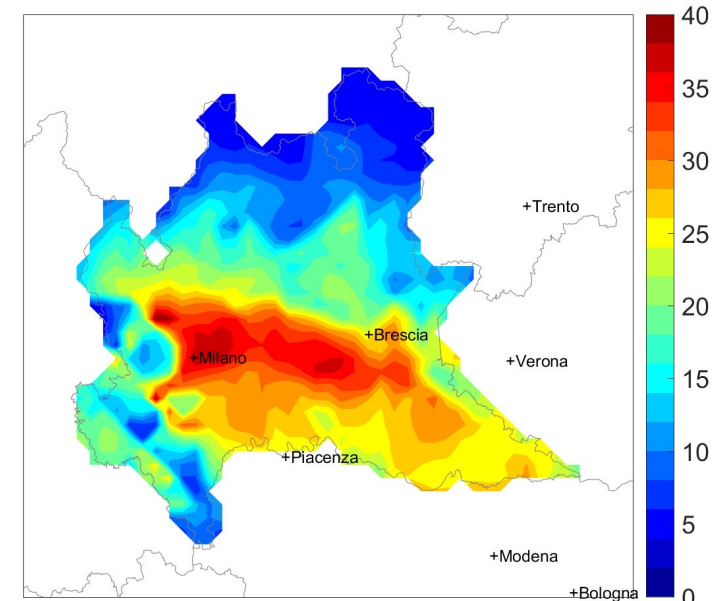 40
35
30
+Trento
25
20
+Brescia
+Milano
+Verona
15
10
+Piacenza
5
+Modena
+Bologna
0